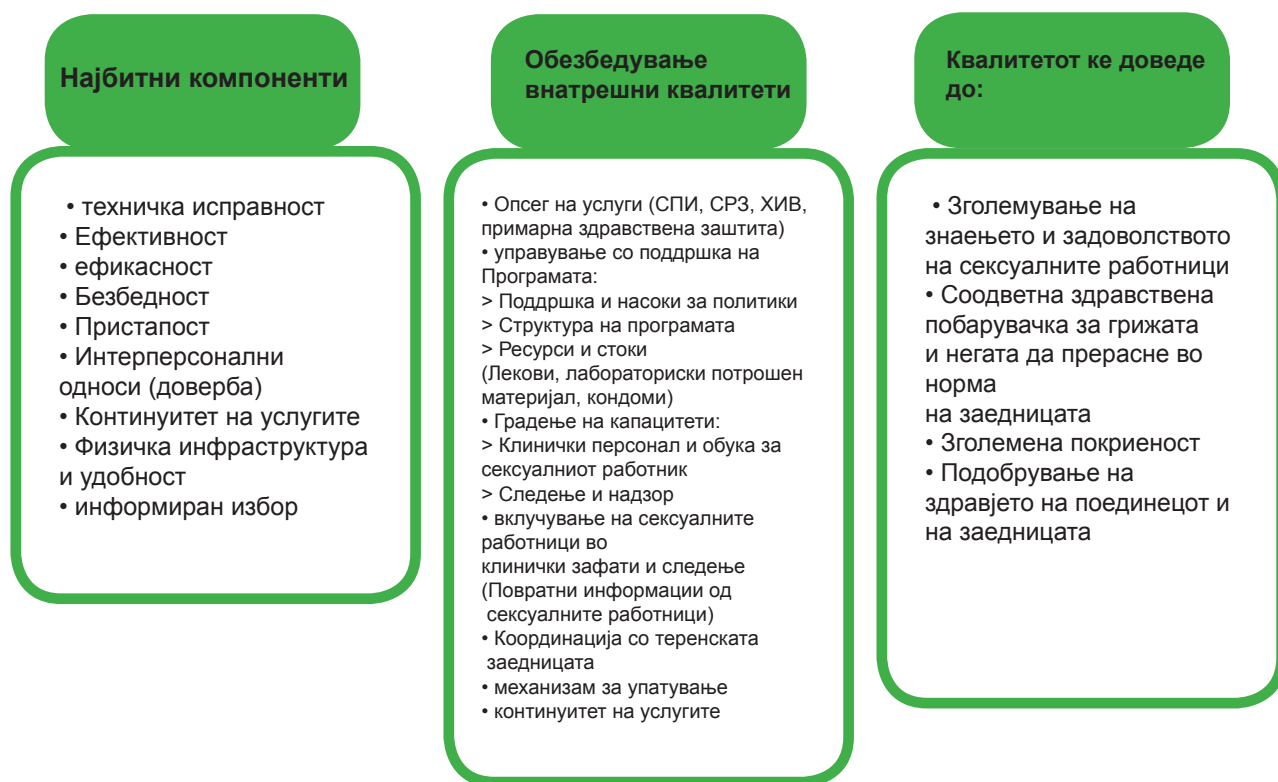 Најбитни компоненти
• техничка исправност
• Ефективност
• ефикасност
• Безбедност
• Пристапост
• Интерперсонални
односи (доверба)
• Континуитет на услугите
• Физичка инфраструктура
и удобност
• информиран избор
Обезбедување
внатрешни квалитети
• Опсег на услуги (СПИ, СРЗ, ХИВ,
примарна здравствена заштита)
• управување со поддршка на
Програмата:
> Поддршка и насоки за политики
> Структура на програмата
> Ресурси и стоки
(Лекови, лабораториски потрошен
материјал, кондоми)
• Градење на капацитети:
> Клинички персонал и обука за
сексуалниот работник
> Следење и надзор
• вклучување на сексуалните
работници во
клинички зафати и следење
(Повратни информации од
сексуалните работници)
• Координација со теренската
заедницата
• механизам за упатување
• континуитет на услугите
Квалитетот ке доведе
до:
• Зголемување на
знаењето и задоволството
на сексуалните работници
• Соодветна здравствена
побарувачка за грижата
и негата да прерасне во
норма
на заедницата
• Зголемена покриеност
• Подобрување на
здравјето на поединецот и
на заедницата